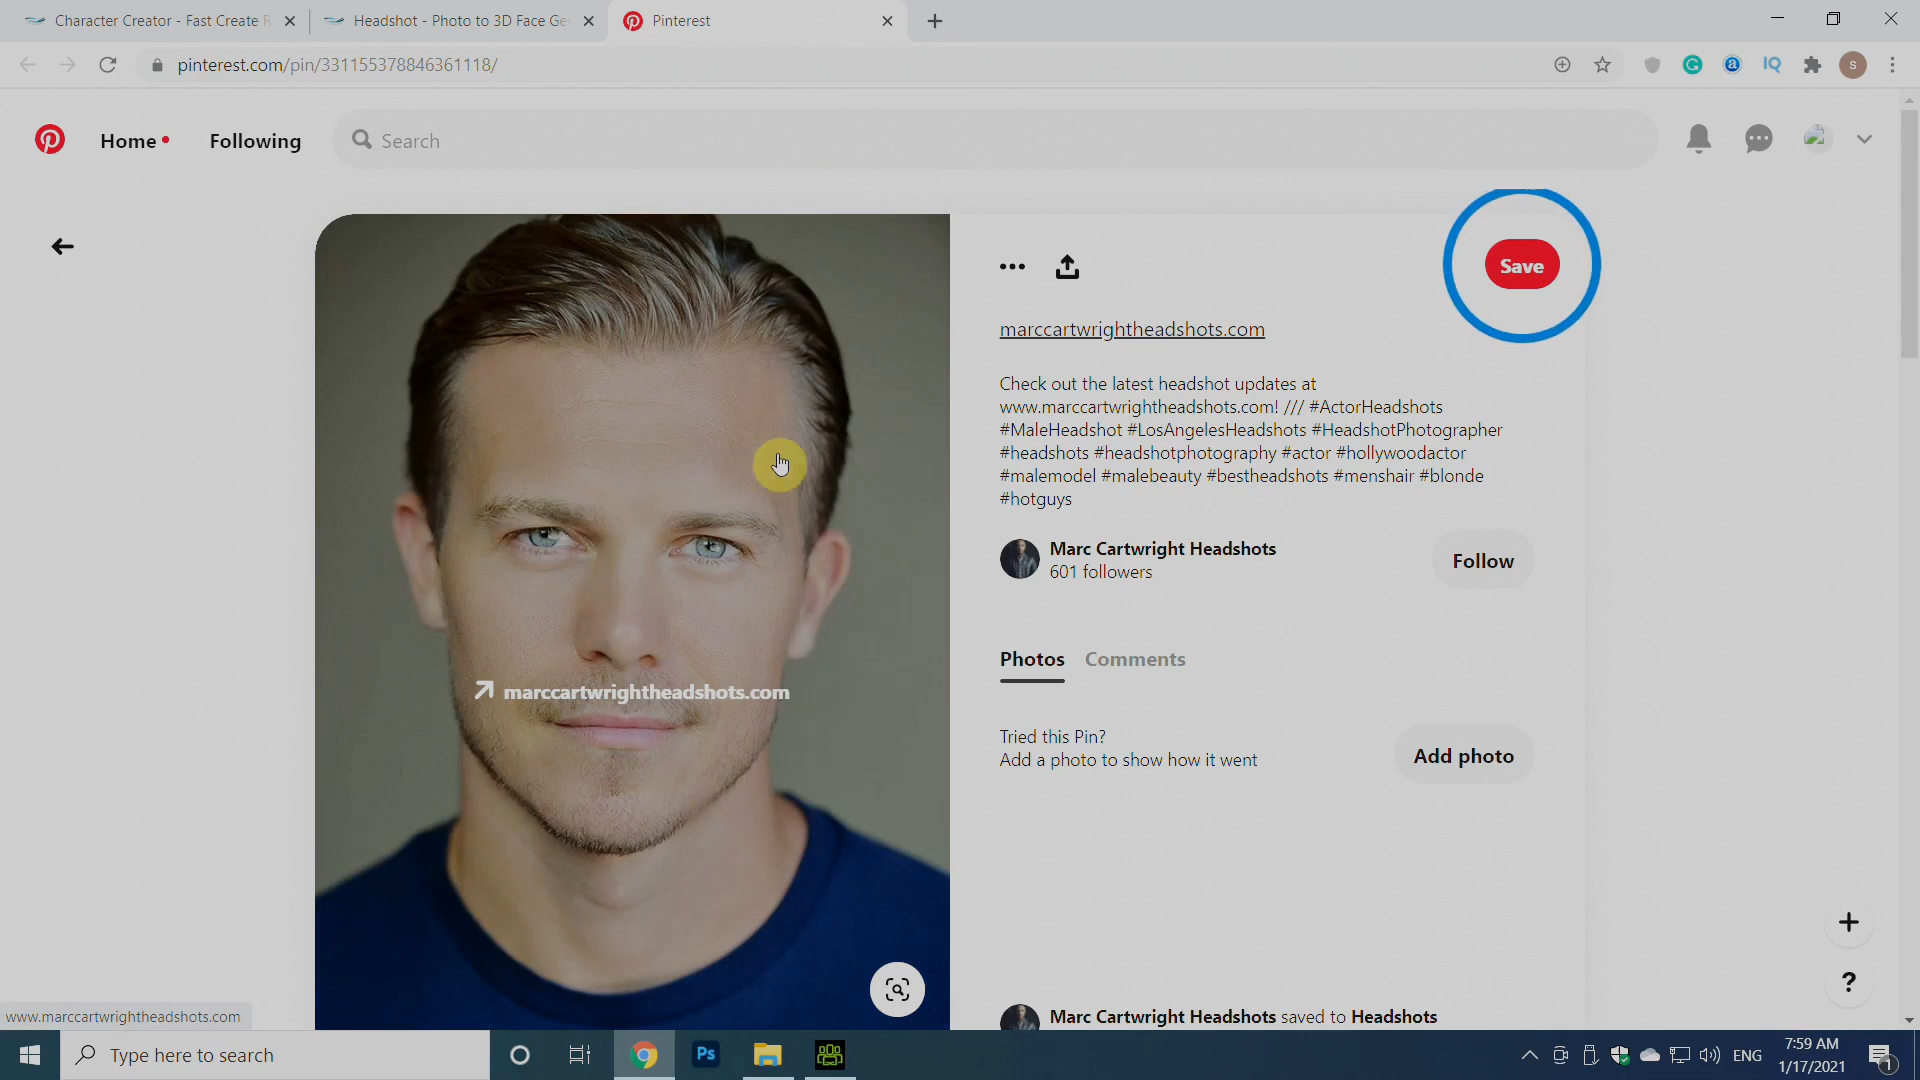 Character Creator - Fast Create R
Headshot - Photo to 3D Face Ge
Pinterest
pinterest.com/pin/331155378846361118/
IQ
s
Home
Following
Search
Save
marccartwrightheadshots.com
Check out the latest headshot updates at
www.marccartwrightheadshots.com! /// #ActorHeadshots
#MaleHeadshot #LosAngelesHeadshots #HeadshotPhotographer
#headshots #headshotphotography #actor #hollywoodactor
#malemodel #malebeauty #bestheadshots #menshair #blonde
#hotguys
Marc Cartwright Headshots
601 followers
Follow
marccartwrightheadshots.com
Photos
Comments
Tried this Pin?
Add a photo to show how it went
Add photo
?
Marc Cartwright Headshots saved to Headshots
www.marccartwrightheadshots.com
Type here to search
Ps
ENG
7:59 AM
1/17/2021
1